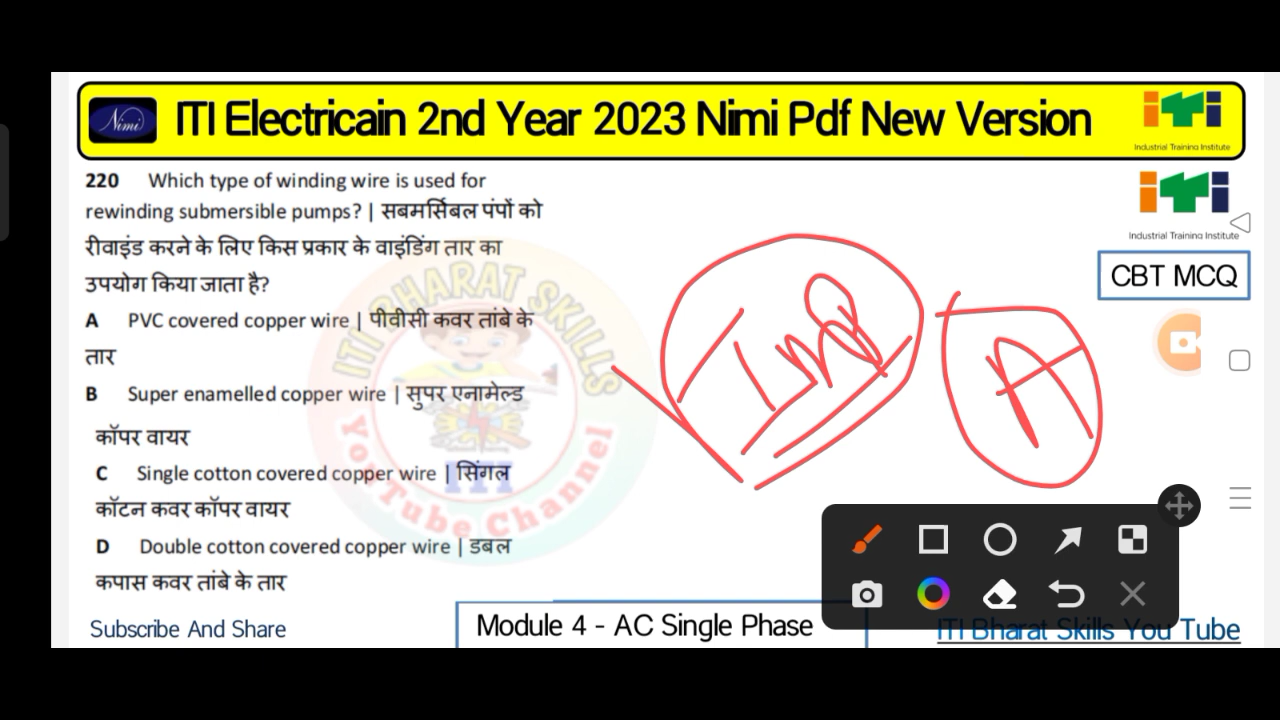 Nimi
ITI Electricain 2nd Year 2023 Nimi Pdf New Version
iTi
Industrial Training Institute
220 Which type of winding wire is used for
rewinding submersible pumps? | सबमर्सिबल पंपों को
रीवाइंड करने के लिए किस प्रकार के वाइंडिंग तार का
उपयोग किया जाता है?
A PVC covered copper wire | पीवीसी कवर तांबे के
तार
B Super enamelled copper wire | सुपर एनामेल्ड
कॉपर वायर
C Single cotton covered copper wire | सिंगल
कॉटन कवर कॉपर वायर
D Double cotton covered copper wire | डबल
कपास कवर तांबे के तार
iTi
Industrial Training Institute
CBT MCQ
Imp
A
ITI BHARAT SKILLS
ITI
YouTube Channel
Subscribe And Share
Module 4 - AC Single Phase
ITI Bharat Skills You Tube